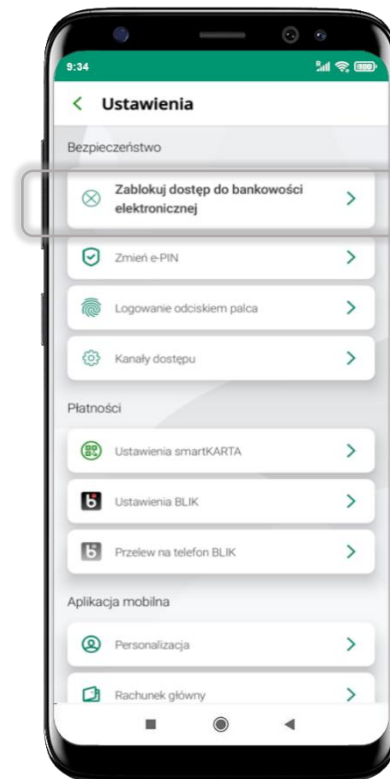 9:34
Ustawienia
Bezpieczeństwo
Zablokuj dostęp do bankowości
elektronicznej
Zmień e-PIN
Logowanie odciskiem palca
Kanały dostępu
Płatności
Ustawienia smartKARTA
Ustawienia BLIK
Przelew na telefon BLIK
Aplikacja mobilna
Personalizacja
Rachunek główny